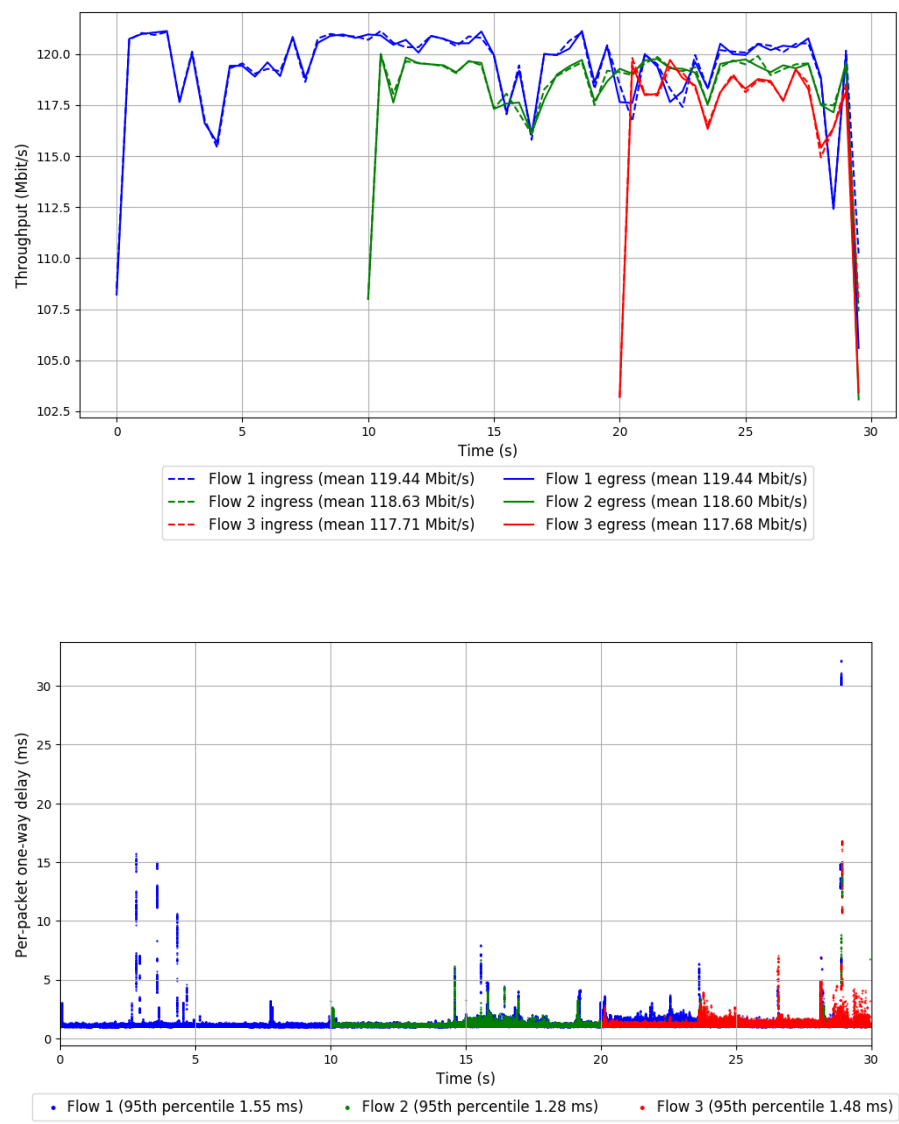 120.0
117.5
115.0
112.5
110.0
107.5
105.0
102.5
Throughput (Mbit/s)
0 5 10 15 20 25 30
Time (s)
Flow 1 ingress (mean 119.44 Mbit/s) Flow 1 egress (mean 119.44 Mbit/s)
Flow 2 ingress (mean 118.63 Mbit/s) Flow 2 egress (mean 118.60 Mbit/s)
Flow 3 ingress (mean 117.71 Mbit/s) Flow 3 egress (mean 117.68 Mbit/s)
30
25
20
15
10
5
0
Per-packet one-way delay (ms)
0 5 10 15 20 25 30
Time (s)
Flow 1 (95th percentile 1.55 ms) Flow 2 (95th percentile 1.28 ms) Flow 3 (95th percentile 1.48 ms)